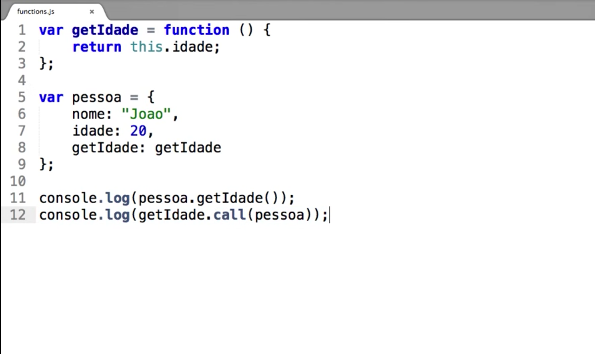 functions.js ×
1 var getIdade = function () {
2     return this.idade;
3 };
4
5 var pessoa = {
6     nome: "Joao",
7     idade: 20,
8     getIdade: getIdade
9 };
10
11 console.log(pessoa.getIdade());
12 console.log(getIdade.call(pessoa));